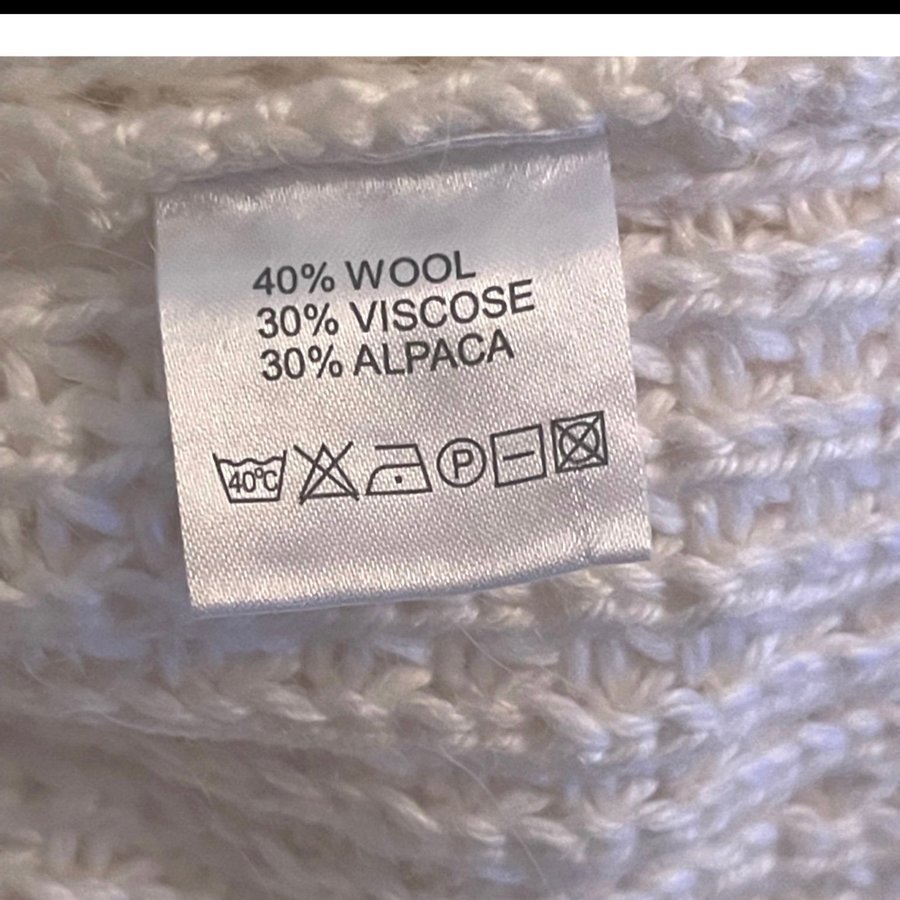 40% WOOL
30% VISCOSE
30% ALPACA
40°C P